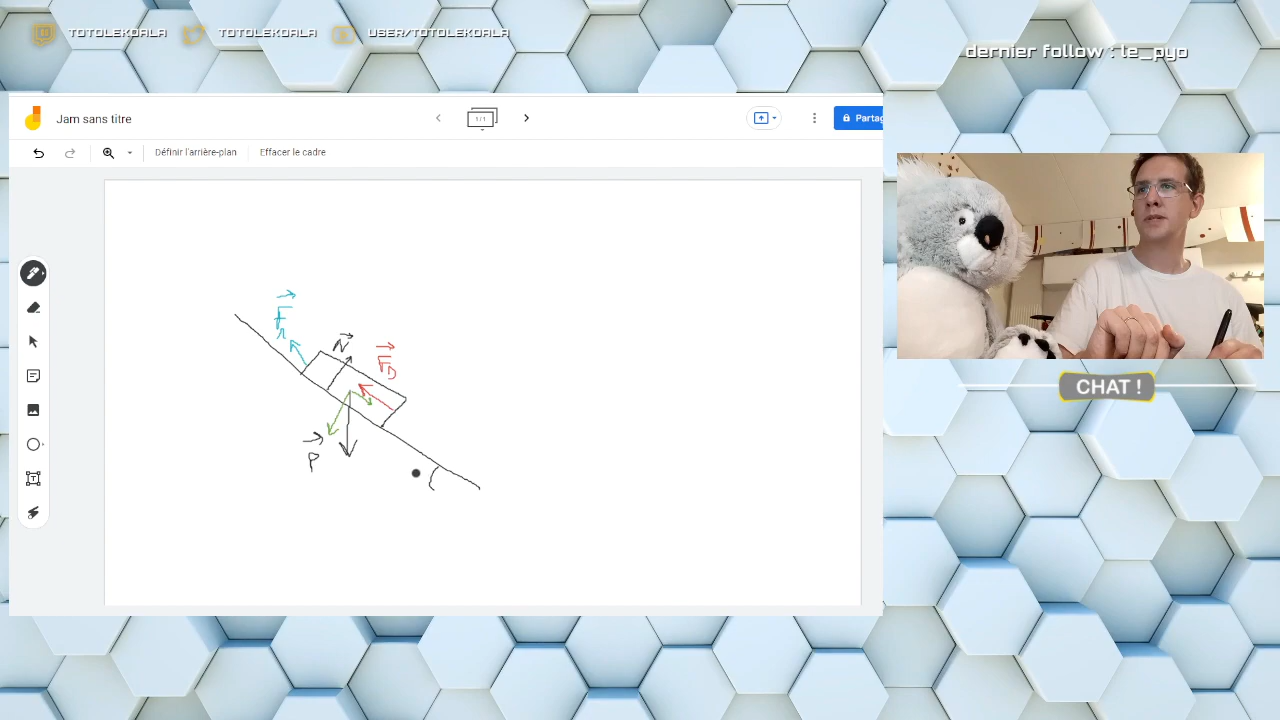 TOTOLEKOALA
TOTOLEKOALA
USER/TOTOLEKOALA
dernier follow : le_pyo
Jam sans titre
1/1
Partag
Définir l'arrière-plan
Effacer le cadre
N
F
D
P
CHAT !